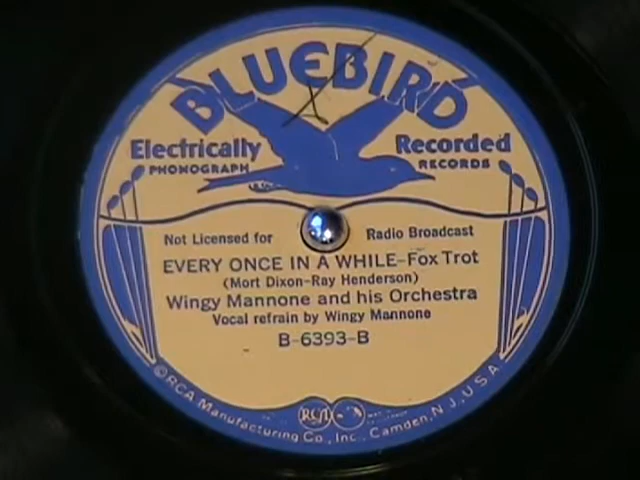 BLUEBIRD
Electrically Recorded
PHONOGRAPH RECORDS
Not Licensed for Radio Broadcast
EVERY ONCE IN A WHILE-Fox Trot
(Mort Dixon-Ray Henderson)
Wingy Mannone and his Orchestra
Vocal refrain by Wingy Mannone
B-6393-B
RCA
©RCA Manufacturing Co., Inc., Camden, N.J., U.S.A.